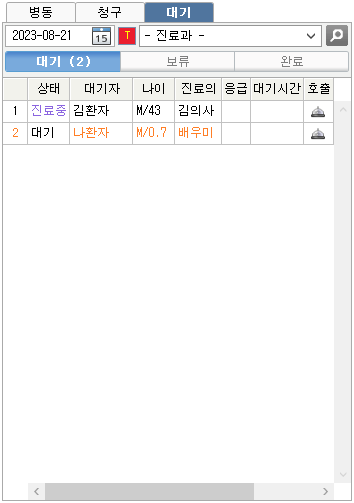 병동 청구 대기
2023-08-21 15 T - 진료과 -
대기 (2) 보류 완료
상태 대기자 나이 진료의 응급 대기시간 호출
1 진료중 김환자 M/43 김의사
2 대기 나환자 M/0.7 배우미